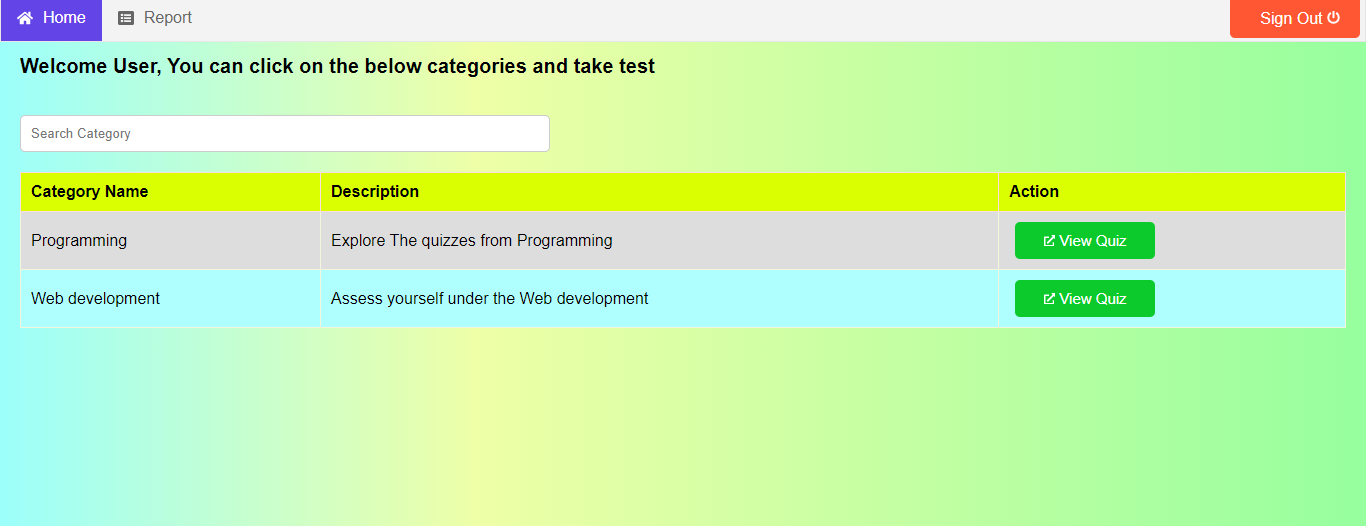 Home Report Sign Out
Welcome User, You can click on the below categories and take test
Search Category
Category Name Description Action
Programming Explore The quizzes from Programming View Quiz
Web development Assess yourself under the Web development View Quiz